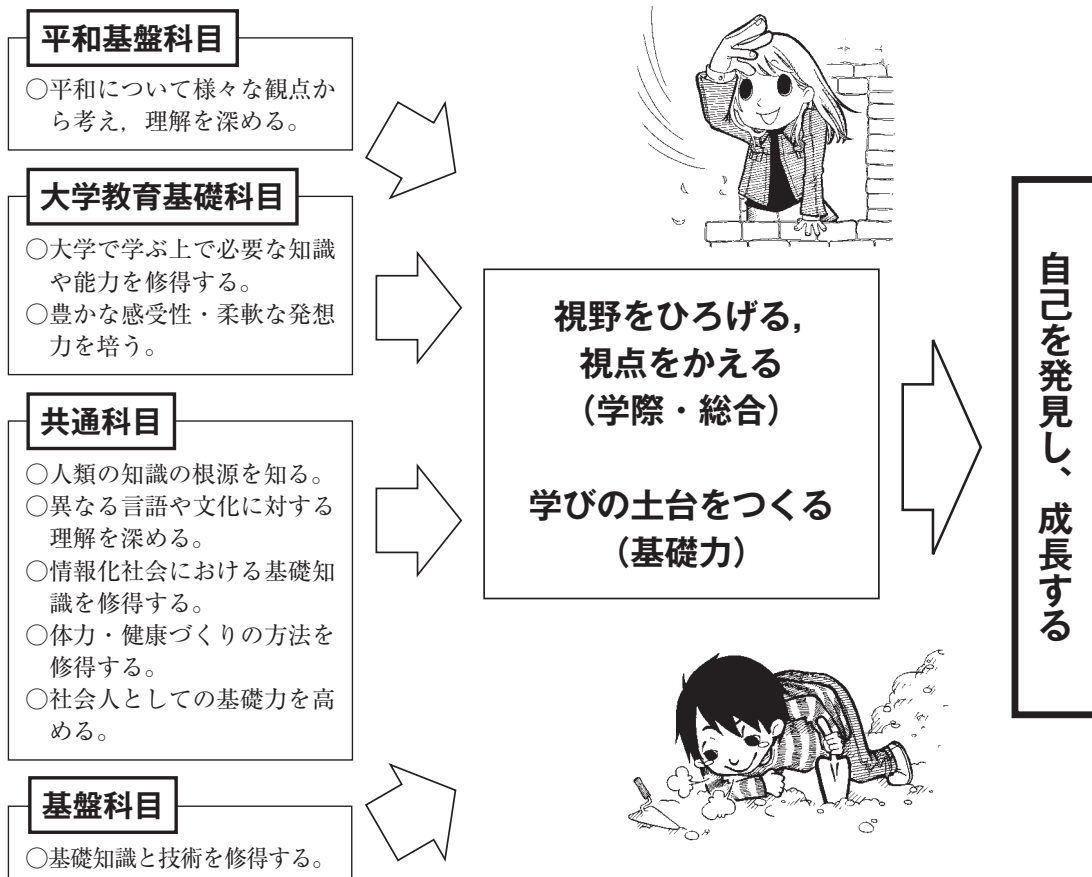 平和基盤科目
○平和について様々な観点か
ら考え，理解を深める。
大学教育基礎科目
○大学で学ぶ上で必要な知識
や能力を修得する。
○豊かな感受性・柔軟な発想
力を培う。
共通科目
○人類の知識の根源を知る。
○異なる言語や文化に対する
理解を深める。
○情報化社会における基礎知
識を修得する。
○体力・健康づくりの方法を
修得する。
○社会人としての基礎力を高
める。
基盤科目
○基礎知識と技術を修得する。
視野をひろげる，
視点をかえる
（学際・総合）
学びの土台をつくる
（基礎力）
自己を発見し、成長する